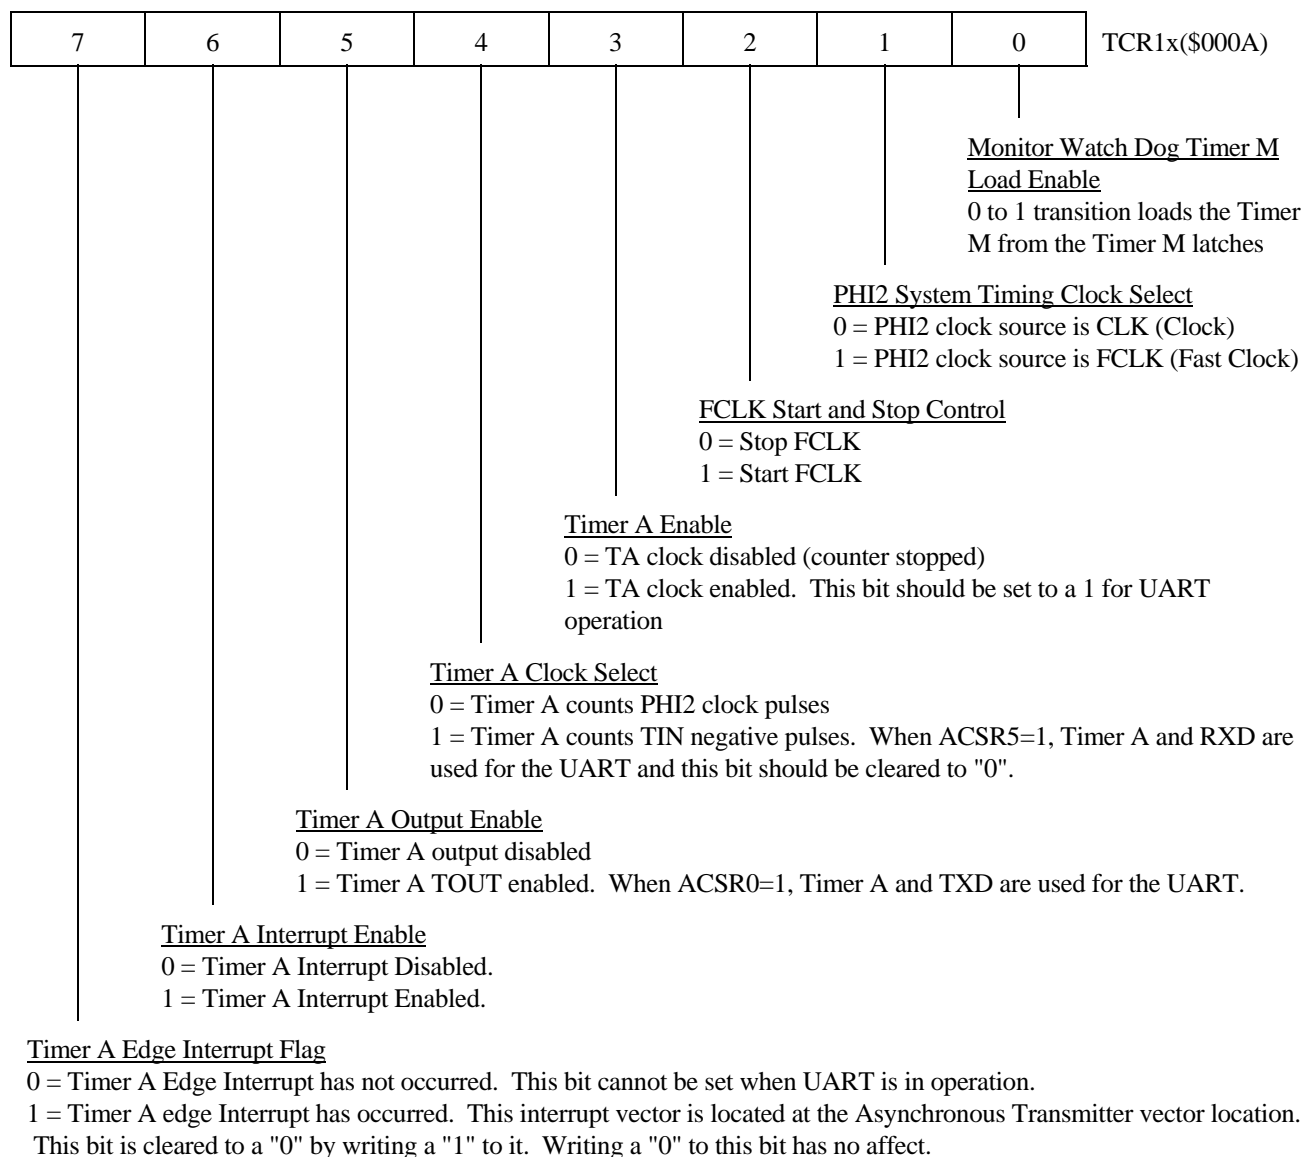 7 6 5 4 3 2 1 0 TCR1x($000A)
Monitor Watch Dog Timer M
Load Enable
0 to 1 transition loads the Timer
M from the Timer M latches
PHI2 System Timing Clock Select
0 = PHI2 clock source is CLK (Clock)
1 = PHI2 clock source is FCLK (Fast Clock)
FCLK Start and Stop Control
0 = Stop FCLK
1 = Start FCLK
Timer A Enable
0 = TA clock disabled (counter stopped)
1 = TA clock enabled.  This bit should be set to a 1 for UART
operation
Timer A Clock Select
0 = Timer A counts PHI2 clock pulses
1 = Timer A counts TIN negative pulses.  When ACSR5=1, Timer A and RXD are
used for the UART and this bit should be cleared to "0".
Timer A Output Enable
0 = Timer A output disabled
1 = Timer A TOUT enabled.  When ACSR0=1, Timer A and TXD are used for the UART.
Timer A Interrupt Enable
0 = Timer A Interrupt Disabled.
1 = Timer A Interrupt Enabled.
Timer A Edge Interrupt Flag
0 = Timer A Edge Interrupt has not occurred.  This bit cannot be set when UART is in operation.
1 = Timer A edge Interrupt has occurred.  This interrupt vector is located at the Asynchronous Transmitter vector location.
This bit is cleared to a "0" by writing a "1" to it.  Writing a "0" to this bit has no affect.